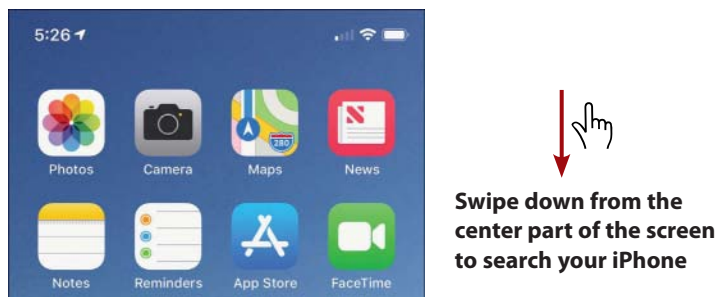 5:26
280
Photos
Camera
Maps
News
Notes
Reminders
App Store
FaceTime
Swipe down from the
center part of the screen
to search your iPhone